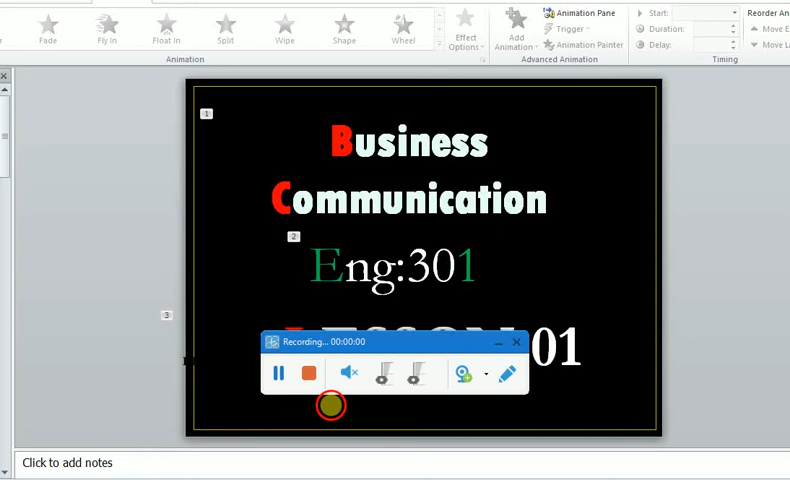 Fade
Fly In
Float in
Split
Wipe
Shape
Wheel
Effect
Options
Add
Animation
Animation Pane
Trigger
Animation Painter
Start:
Duration:
Delay:
Reorder An
Move E
Move La
Animation
Advanced Animation
Timing
1
Business
Communication
2
Eng:301
3
LESSON 01
Recording... 00:00:00
Click to add notes